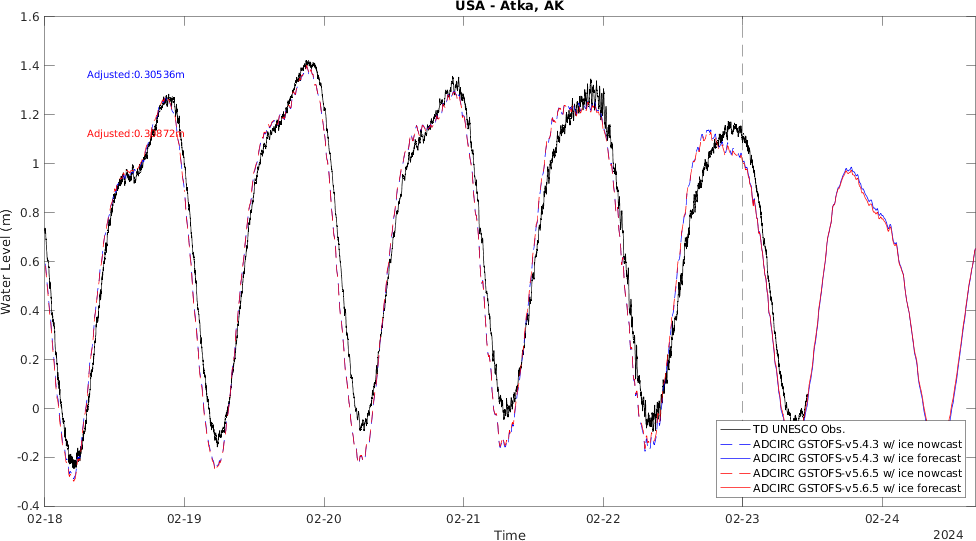 USA - Atka, AK
1.6
1.4
1.2
1
0.8
0.6
0.4
0.2
0
-0.2
-0.4
Water Level (m)
Adjusted:0.30536m
TD UNESCO Obs.
ADCIRC GSTOFS-v5.4.3 w/ ice nowcast
ADCIRC GSTOFS-v5.4.3 w/ ice forecast
ADCIRC GSTOFS-v5.6.5 w/ ice nowcast
ADCIRC GSTOFS-v5.6.5 w/ ice forecast
02-18
02-19
02-20
02-21
02-22
02-23
02-24
Time
2024